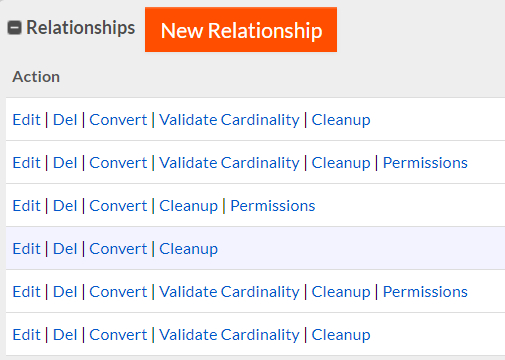 Relationships New Relationship
Action
Edit | Del | Convert | Validate Cardinality | Cleanup
Edit | Del | Convert | Validate Cardinality | Cleanup | Permissions
Edit | Del | Convert | Cleanup | Permissions
Edit | Del | Convert | Cleanup
Edit | Del | Convert | Validate Cardinality | Cleanup | Permissions
Edit | Del | Convert | Validate Cardinality | Cleanup